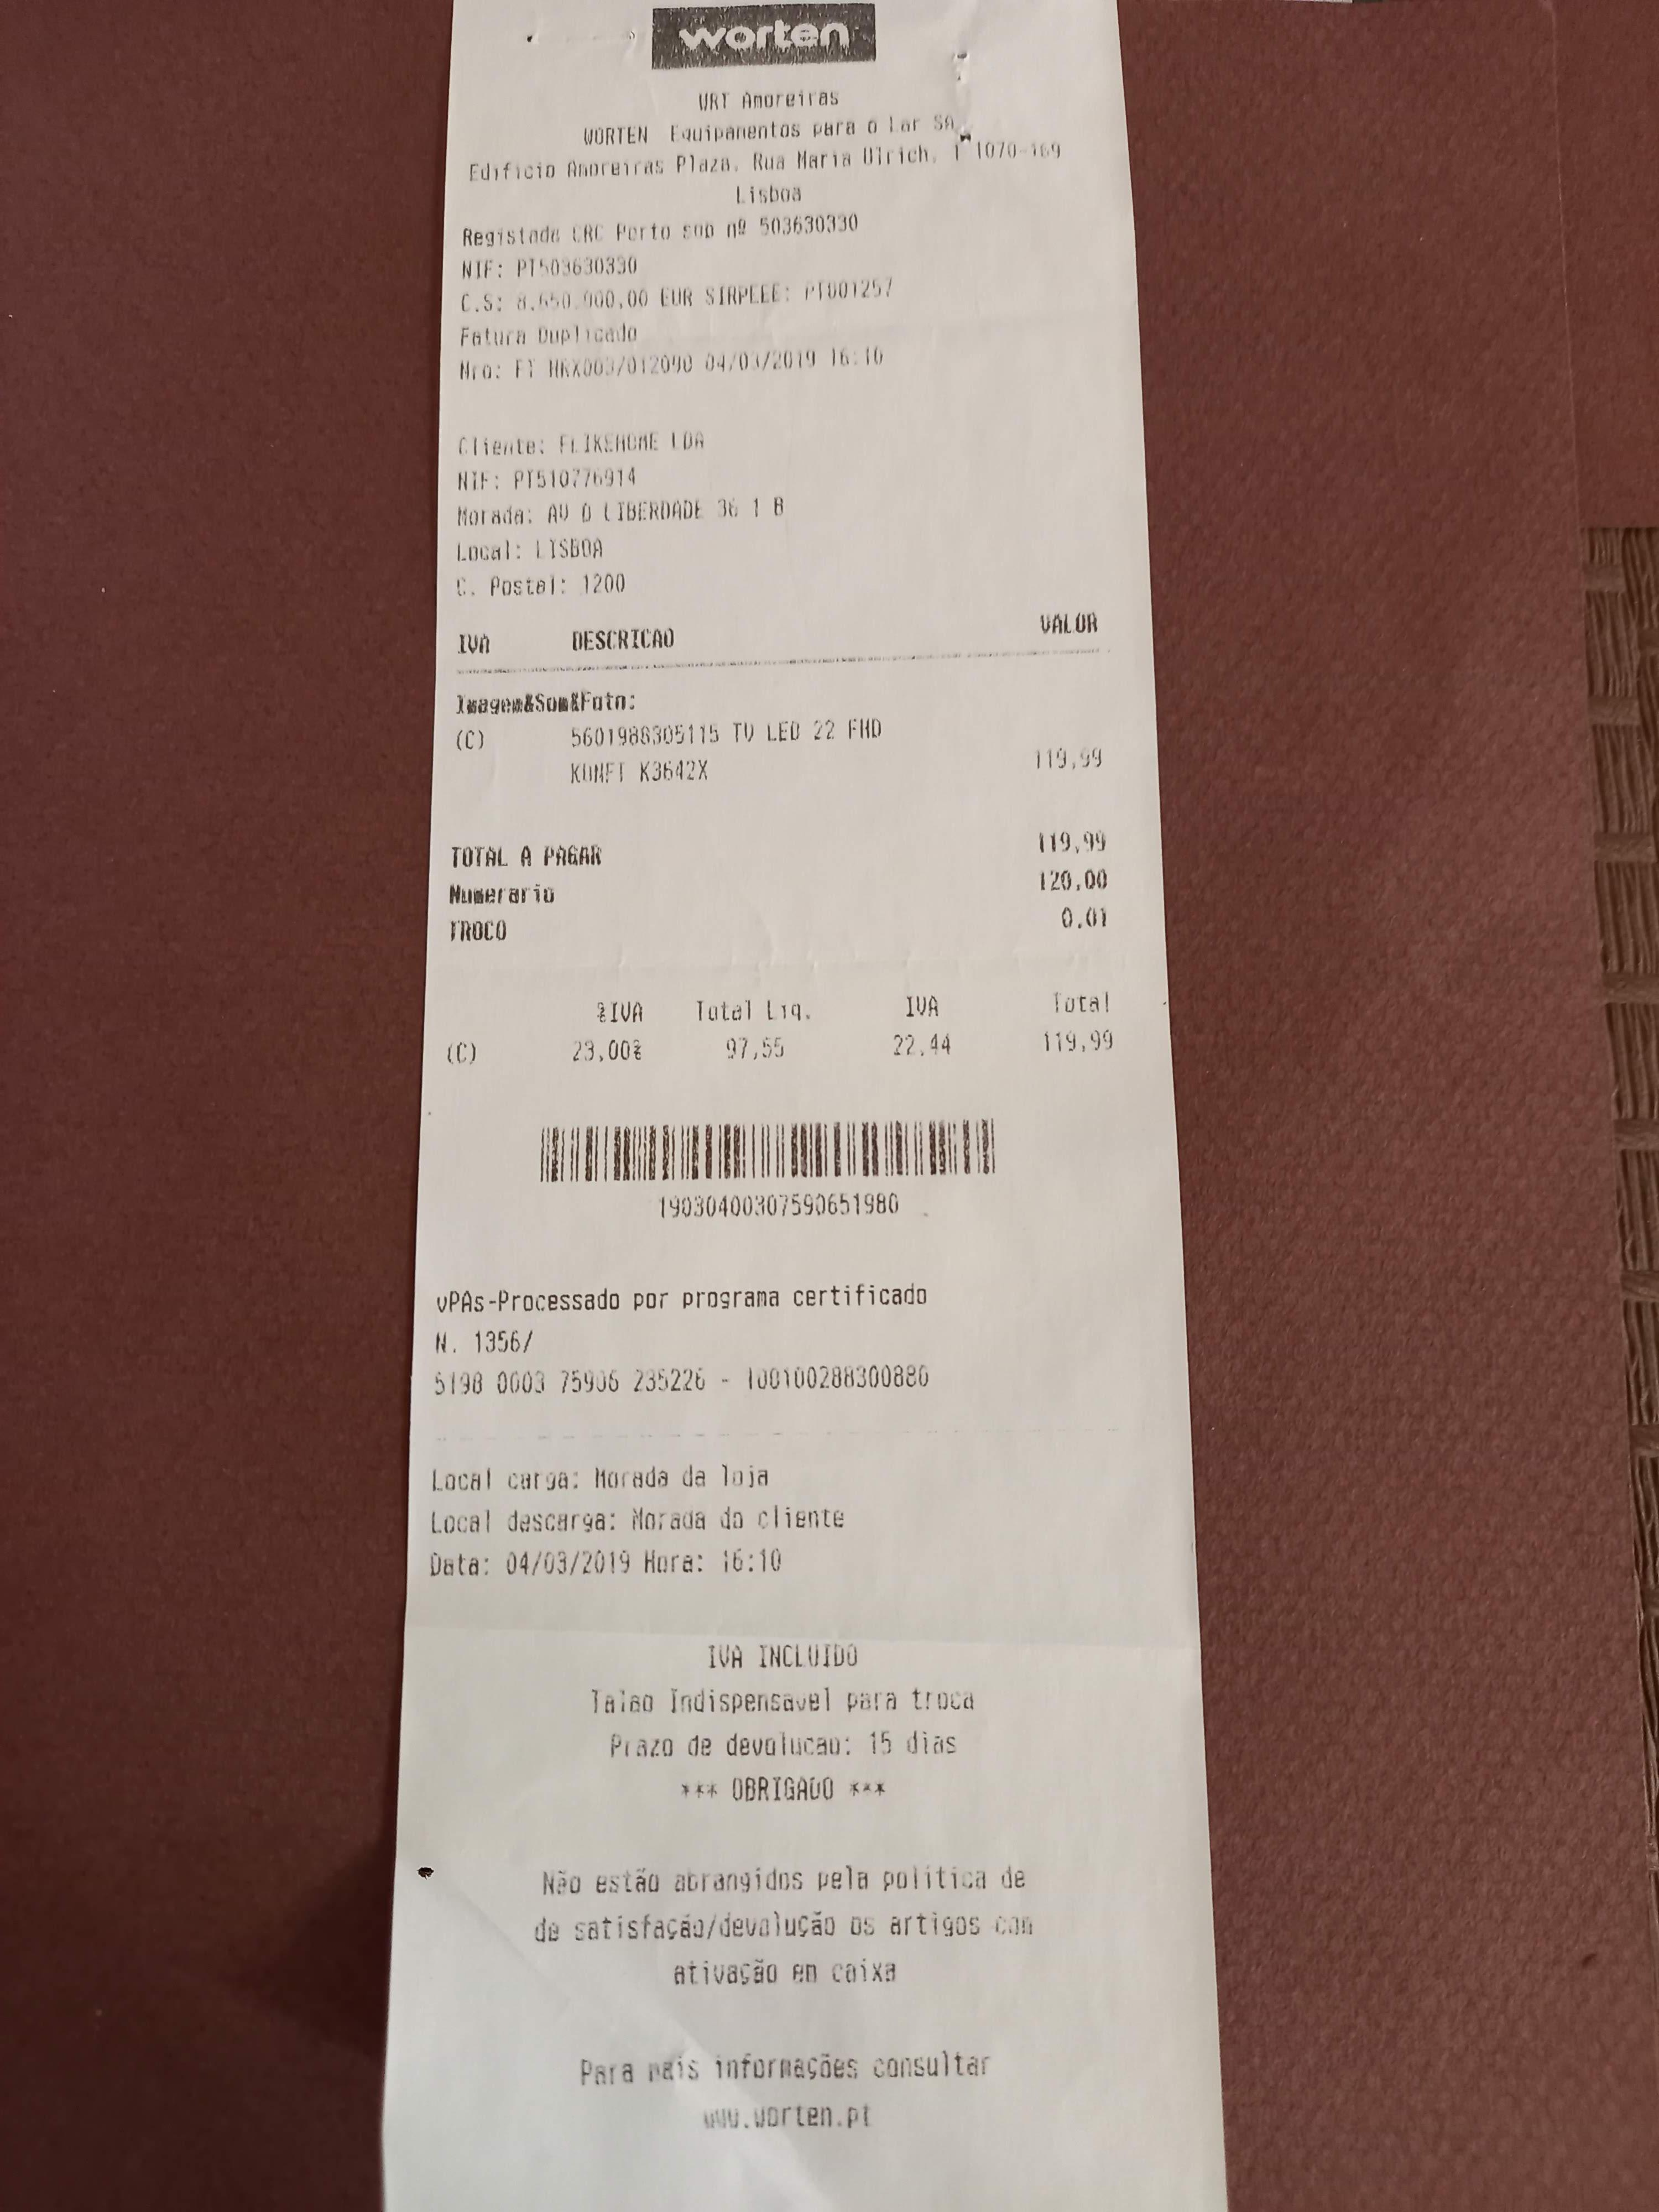 worten
WRT Amoreiras
WORTEN Equipamentos para o Lar SA
Edificio Amoreiras Plaza, Rua Maria Ulrich, 1 1070-169
Lisboa
Registada CRC Porto sob nº 503630330
NIF: PT503630330
C.S: 8.650.000,00 EUR SIRPEEE: PT001257
Fatura Duplicado
Nro: FT 012090 04/03/2019 16:10
Cliente: FLIKEHOME LDA
NIF: PT510776914
Morada: AV D LIBERDADE 36 1 B
Local: LISBOA
C. Postal: 1200
IVA DESCRICAO VALOR
Imagem&Som&Foto:
(C) 5601988305115 TV LED 22 FHD
KUNFT K3642X 119,99
TOTAL A PAGAR 119,99
Numerario 120,00
TROCO 0,01
%IVA Total Liq. IVA Total
(C) 23,00% 97,55 22,44 119,99
19030400307590651980
vPAs-Processado por programa certificado
N. 1356/
5198 0003 75906 235226 - 100100288300880
Local carga: Morada da loja
Local descarga: Morada do cliente
Data: 04/03/2019 Hora: 16:10
IVA INCLUIDO
Talao Indispensavel para troca
Prazo de devolucao: 15 dias
*** OBRIGADO ***
Não estão abrangidos pela politica de
de satisfação/devolução os artigos com
ativação em caixa
Para mais informações consultar
www.worten.pt